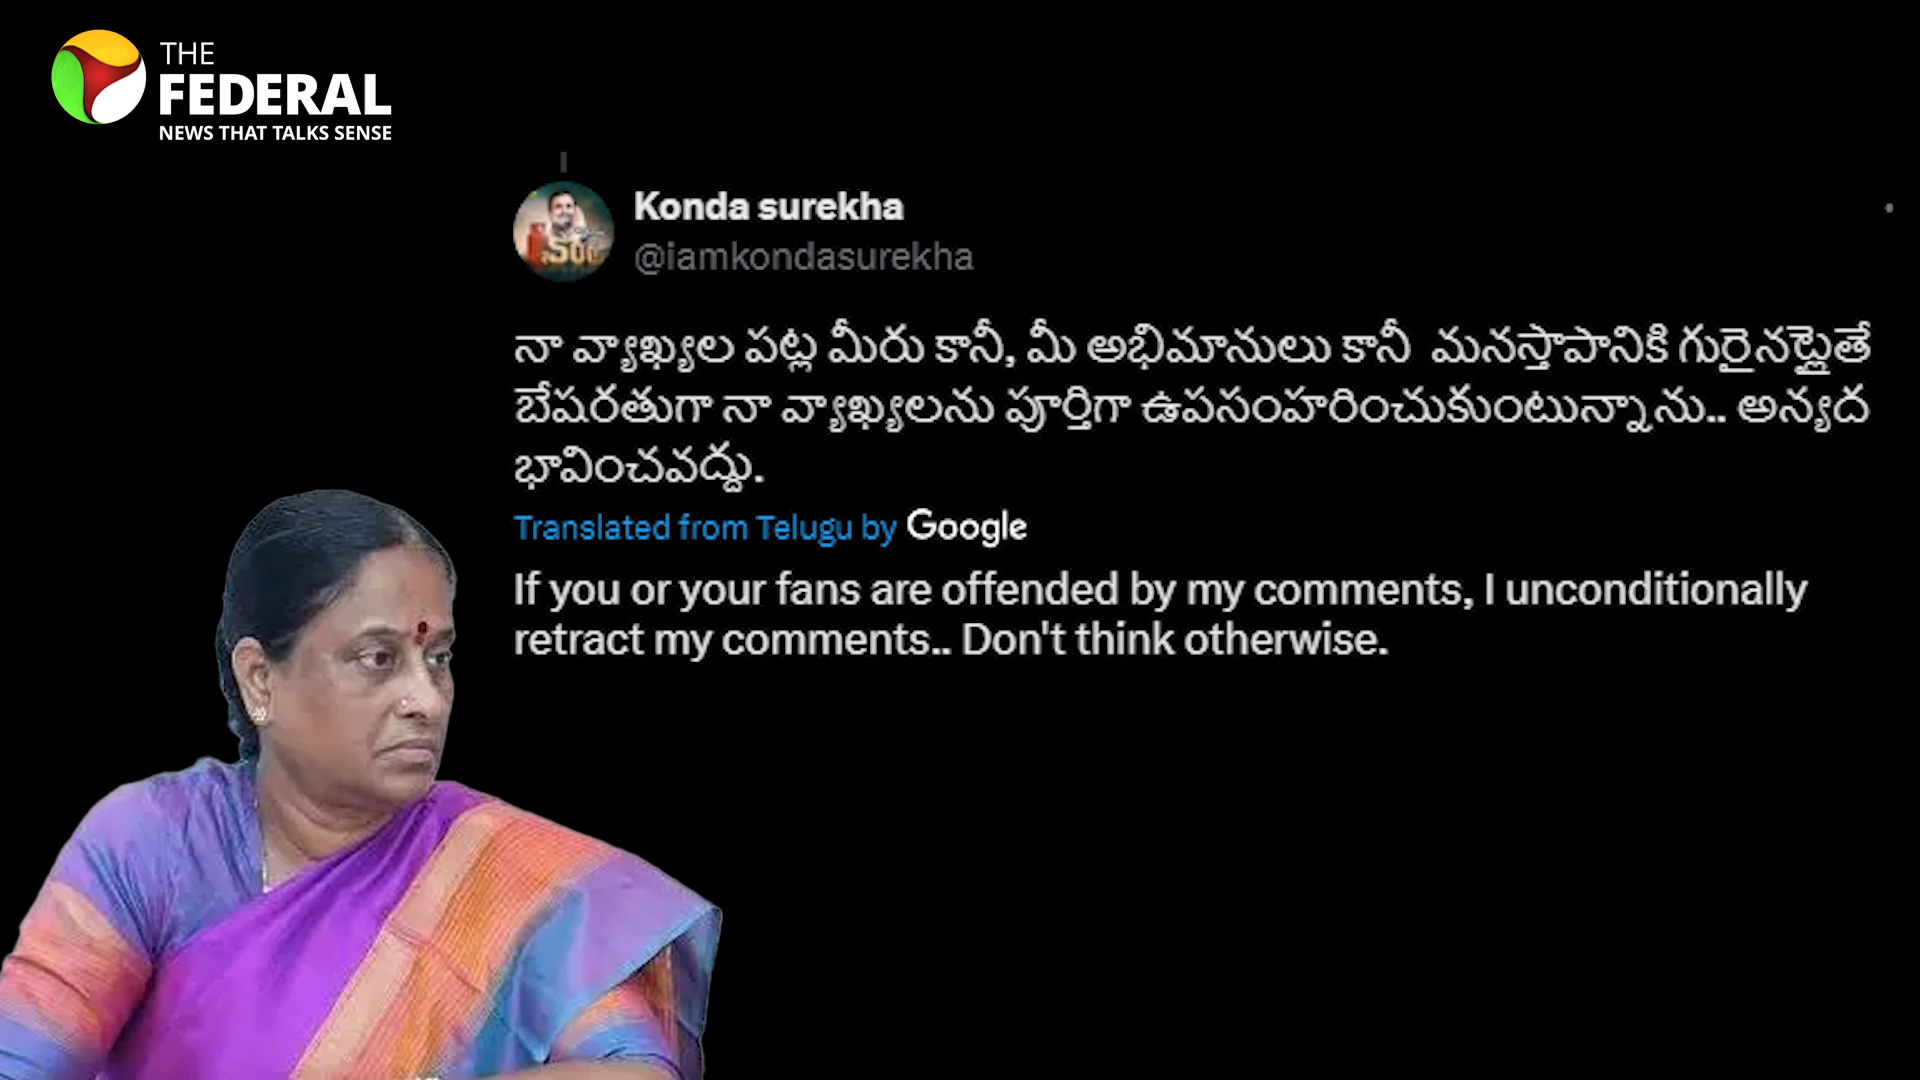 THE
FEDERAL
NEWS THAT TALKS SENSE
Konda surekha
@iamkondasurekha
నా వ్యాఖ్యల పట్ల మీరు కానీ, మీ అభిమానులు కానీ మనస్తాపానికి గురైనట్లైతే
బేషరతుగా నా వ్యాఖ్యలను పూర్తిగా ఉపసంహరించుకుంటున్నాను.. అన్యద
భావించవద్దు.
Translated from Telugu by Google
If you or your fans are offended by my comments, I unconditionally
retract my comments.. Don't think otherwise.